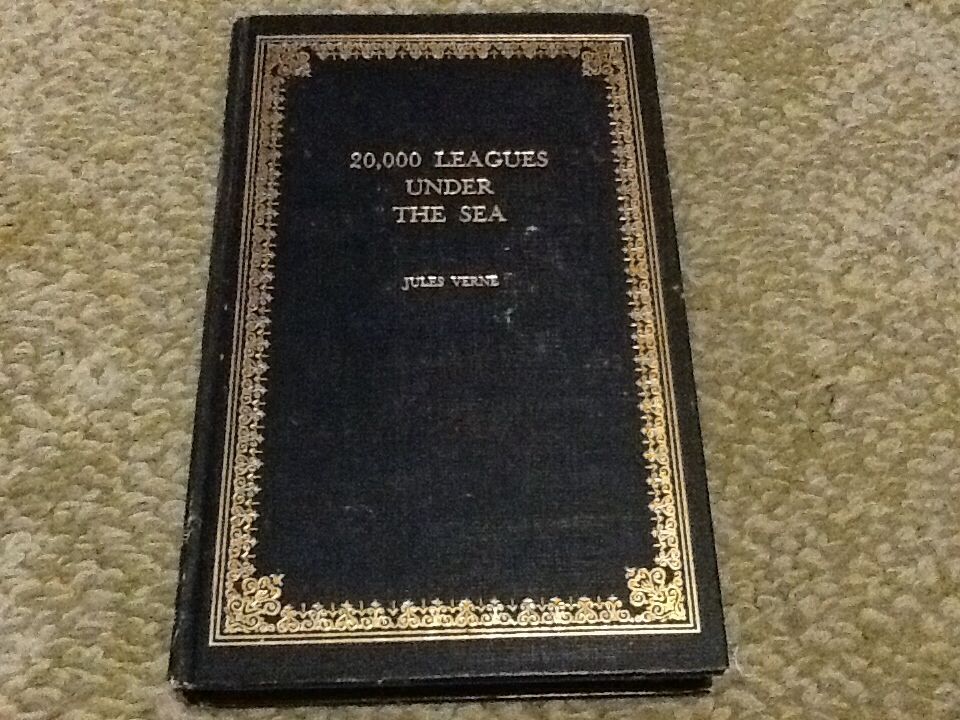 20,000 LEAGUES
UNDER
THE SEA
JULES VERNE